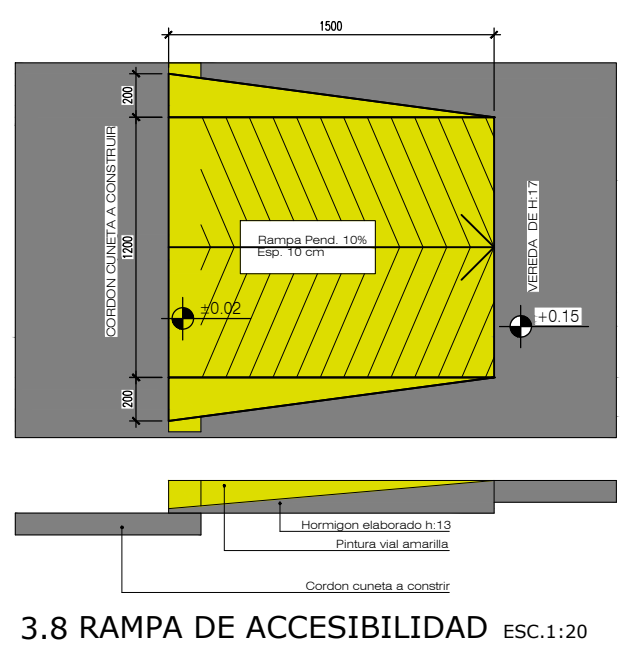 1500
200
CORDON CUNETA A CONSTRUIR
1200
Rampa Pend. 10%
Esp. 10 cm
VEREDA DE H:17
±0.02
+0.15
200
Hormigon elaborado h:13
Pintura vial amarilla
Cordon cuneta a constrir
3.8 RAMPA DE ACCESIBILIDAD ESC.1:20